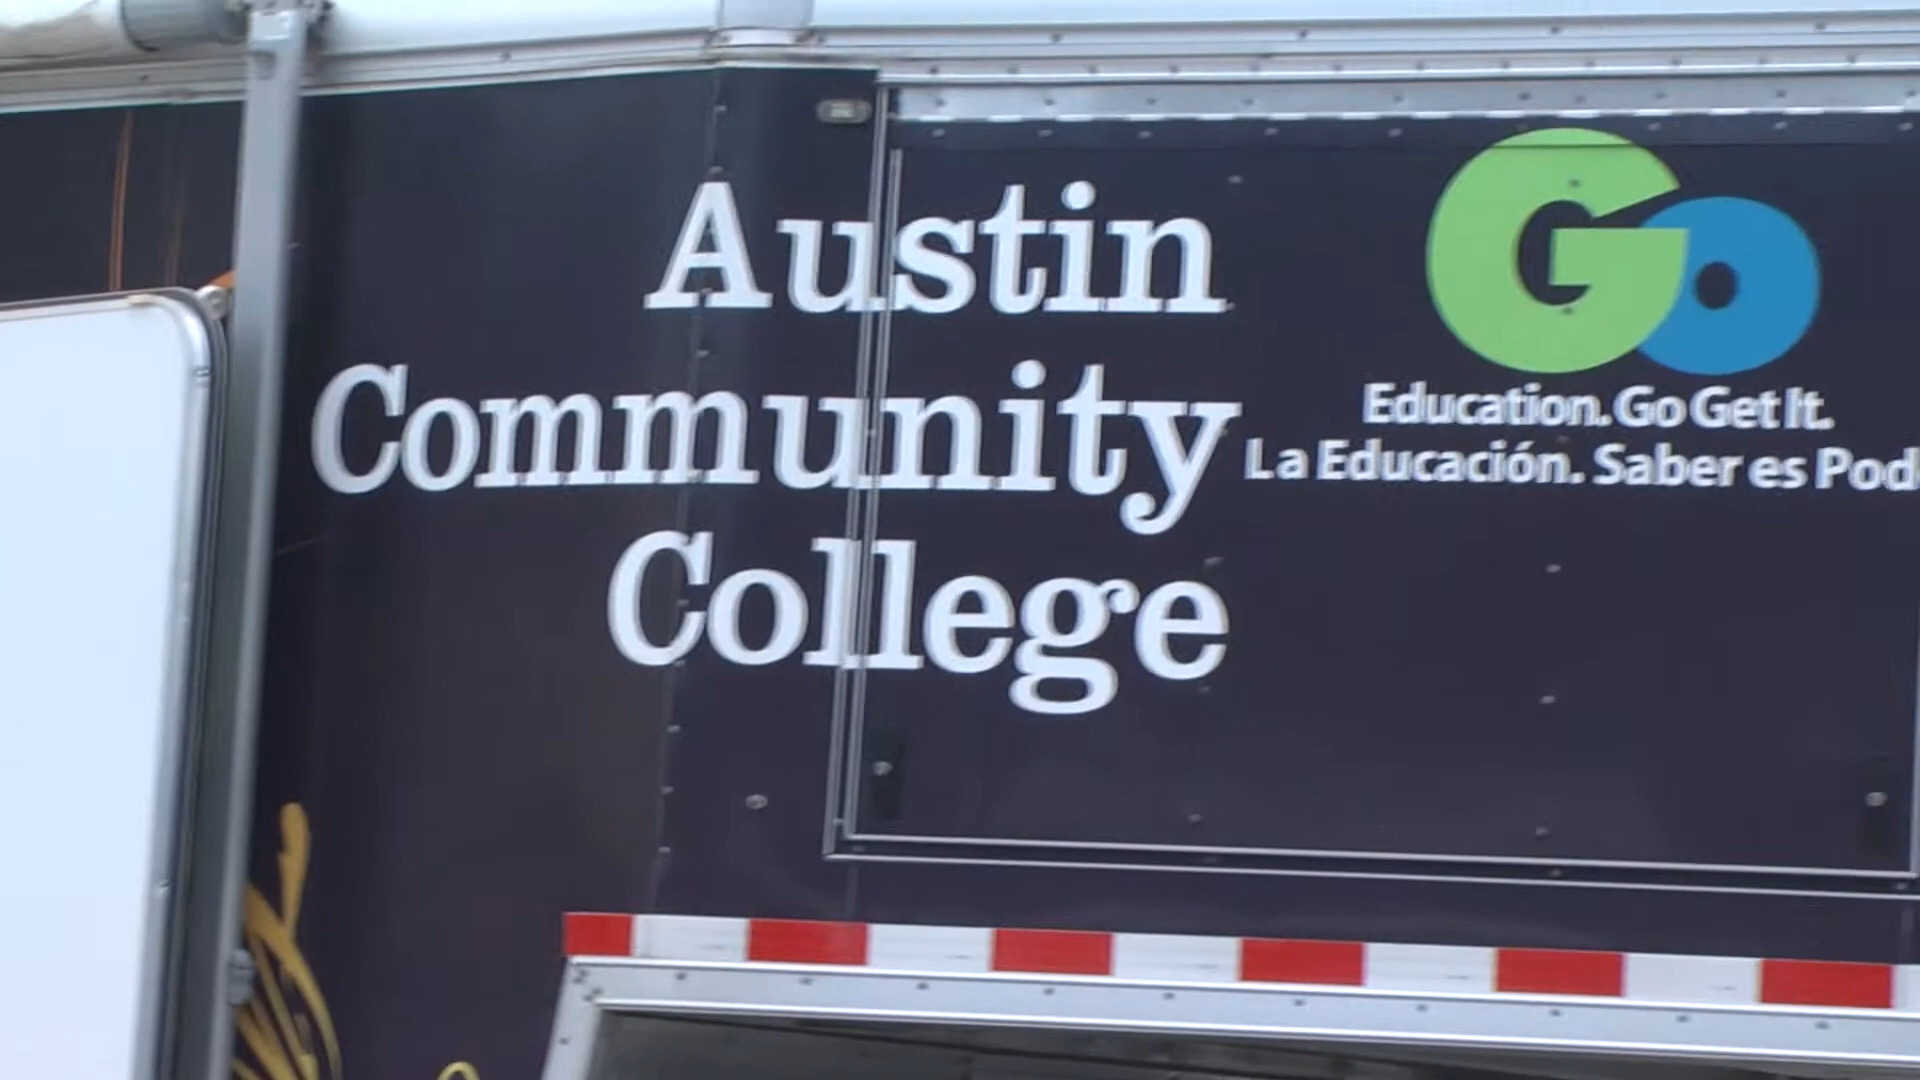 Austin
Community
College
Go
Education. Go Get It.
La Educación. Saber es